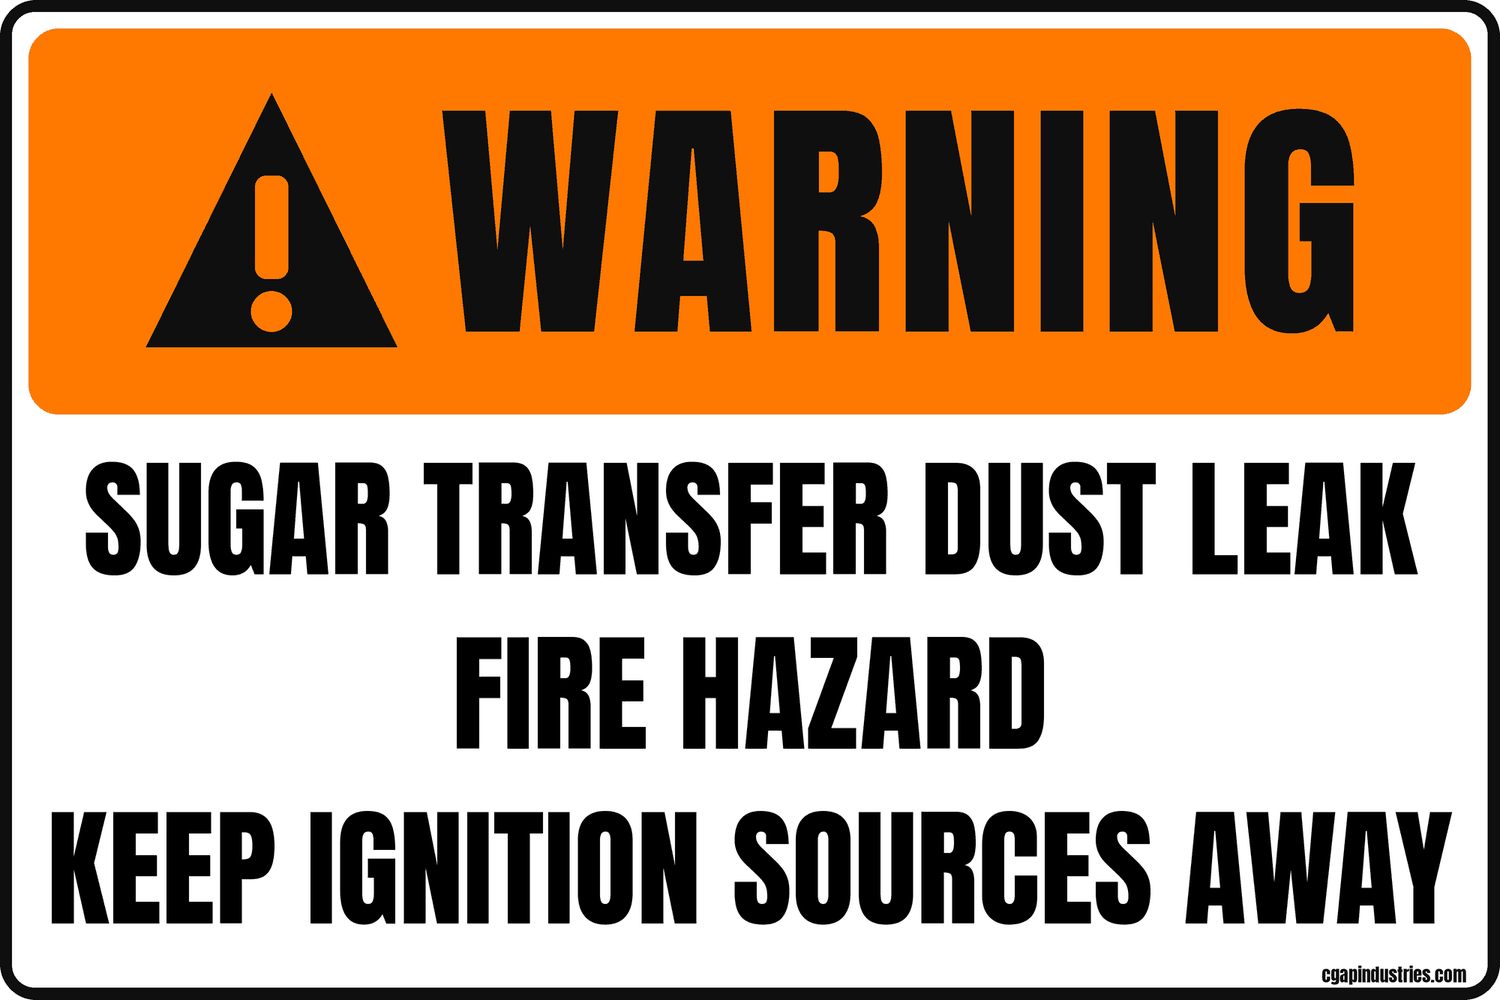 WARNING
SUGAR TRANSFER DUST LEAK
FIRE HAZARD
KEEP IGNITION SOURCES AWAY
cgapindustries.com